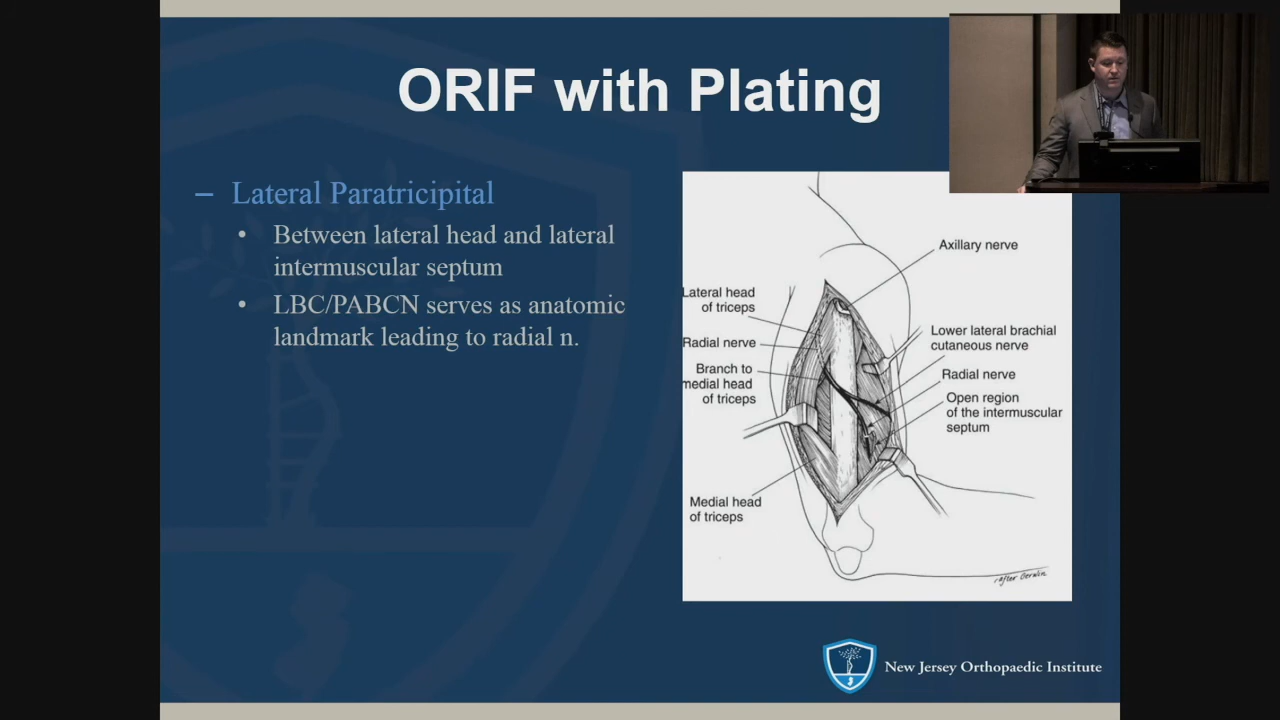 ORIF with Plating
– Lateral Paratricipital
• Between lateral head and lateral
intermuscular septum
• LBC/PABCN serves as anatomic
landmark leading to radial n.
Axillary nerve
Lateral head
of triceps
Radial nerve
Branch to
medial head
of triceps
Medial head
of triceps
Lower lateral brachial
cutaneous nerve
Radial nerve
Open region
of the intermuscular
septum
after Gerwin
New Jersey Orthopaedic Institute